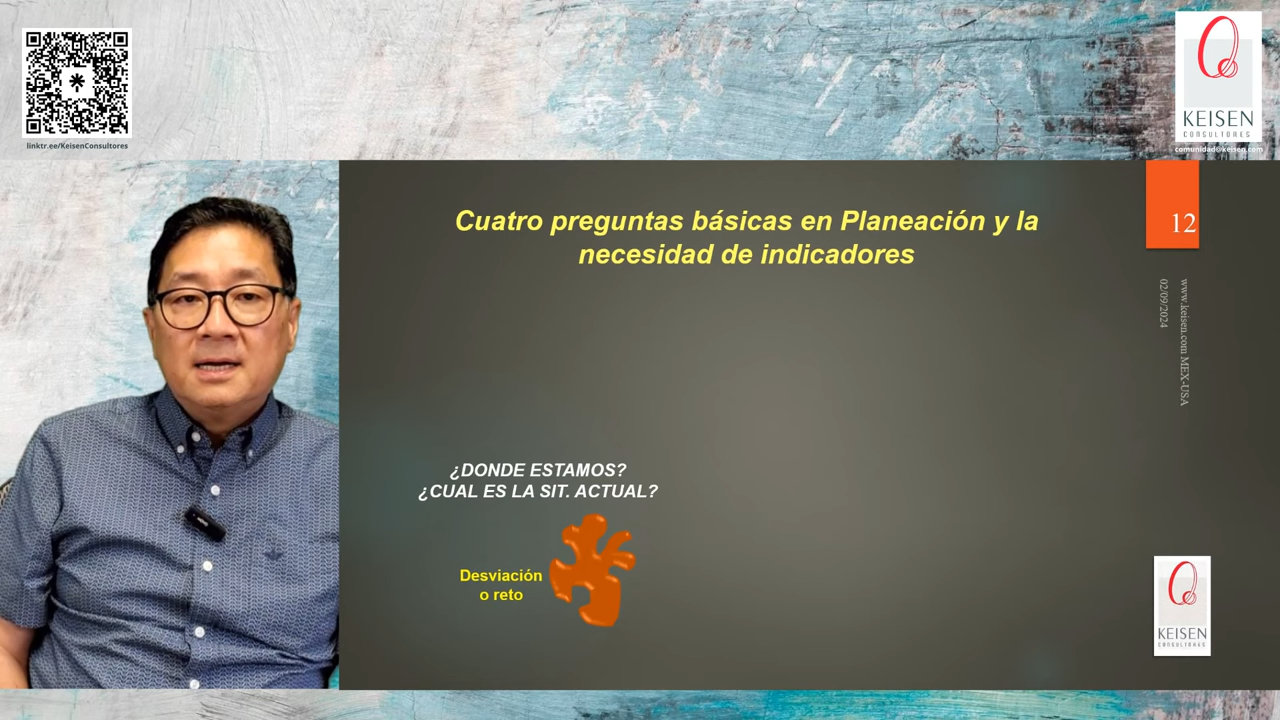 linktr.ee/KeisenConsultores
KEISEN
CONSULTORES
comunidad@keisen.com
Cuatro preguntas básicas en Planeación y la
necesidad de indicadores
12
www.keisen.com MEX-USA
02/09/2024
¿DONDE ESTAMOS?
¿CUAL ES LA SIT. ACTUAL?
Desviación
o reto
KEISEN
CONSULTORES